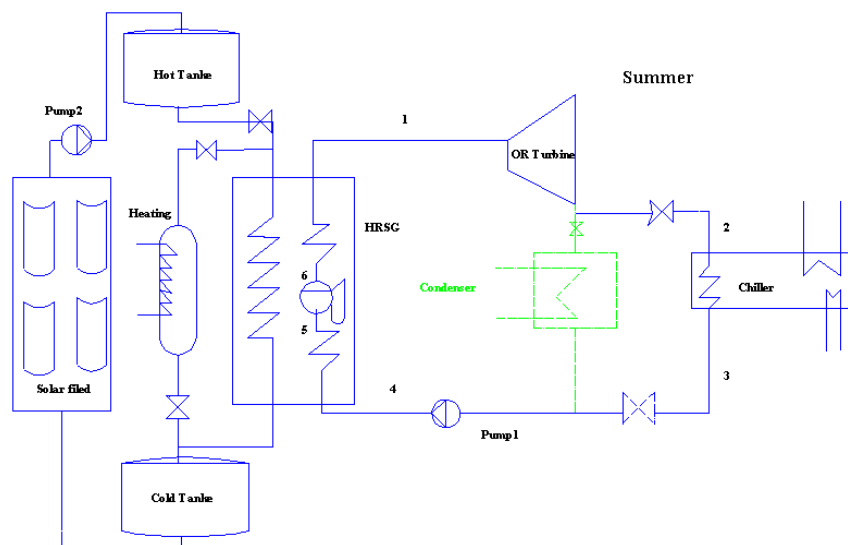 Hot Tanke
Summer
Pump2
1
OR Turbine
Heating
HRSG
2
6
Condenser
Chiller
5
Solar filed
4
3
Pump1
Cold Tanke